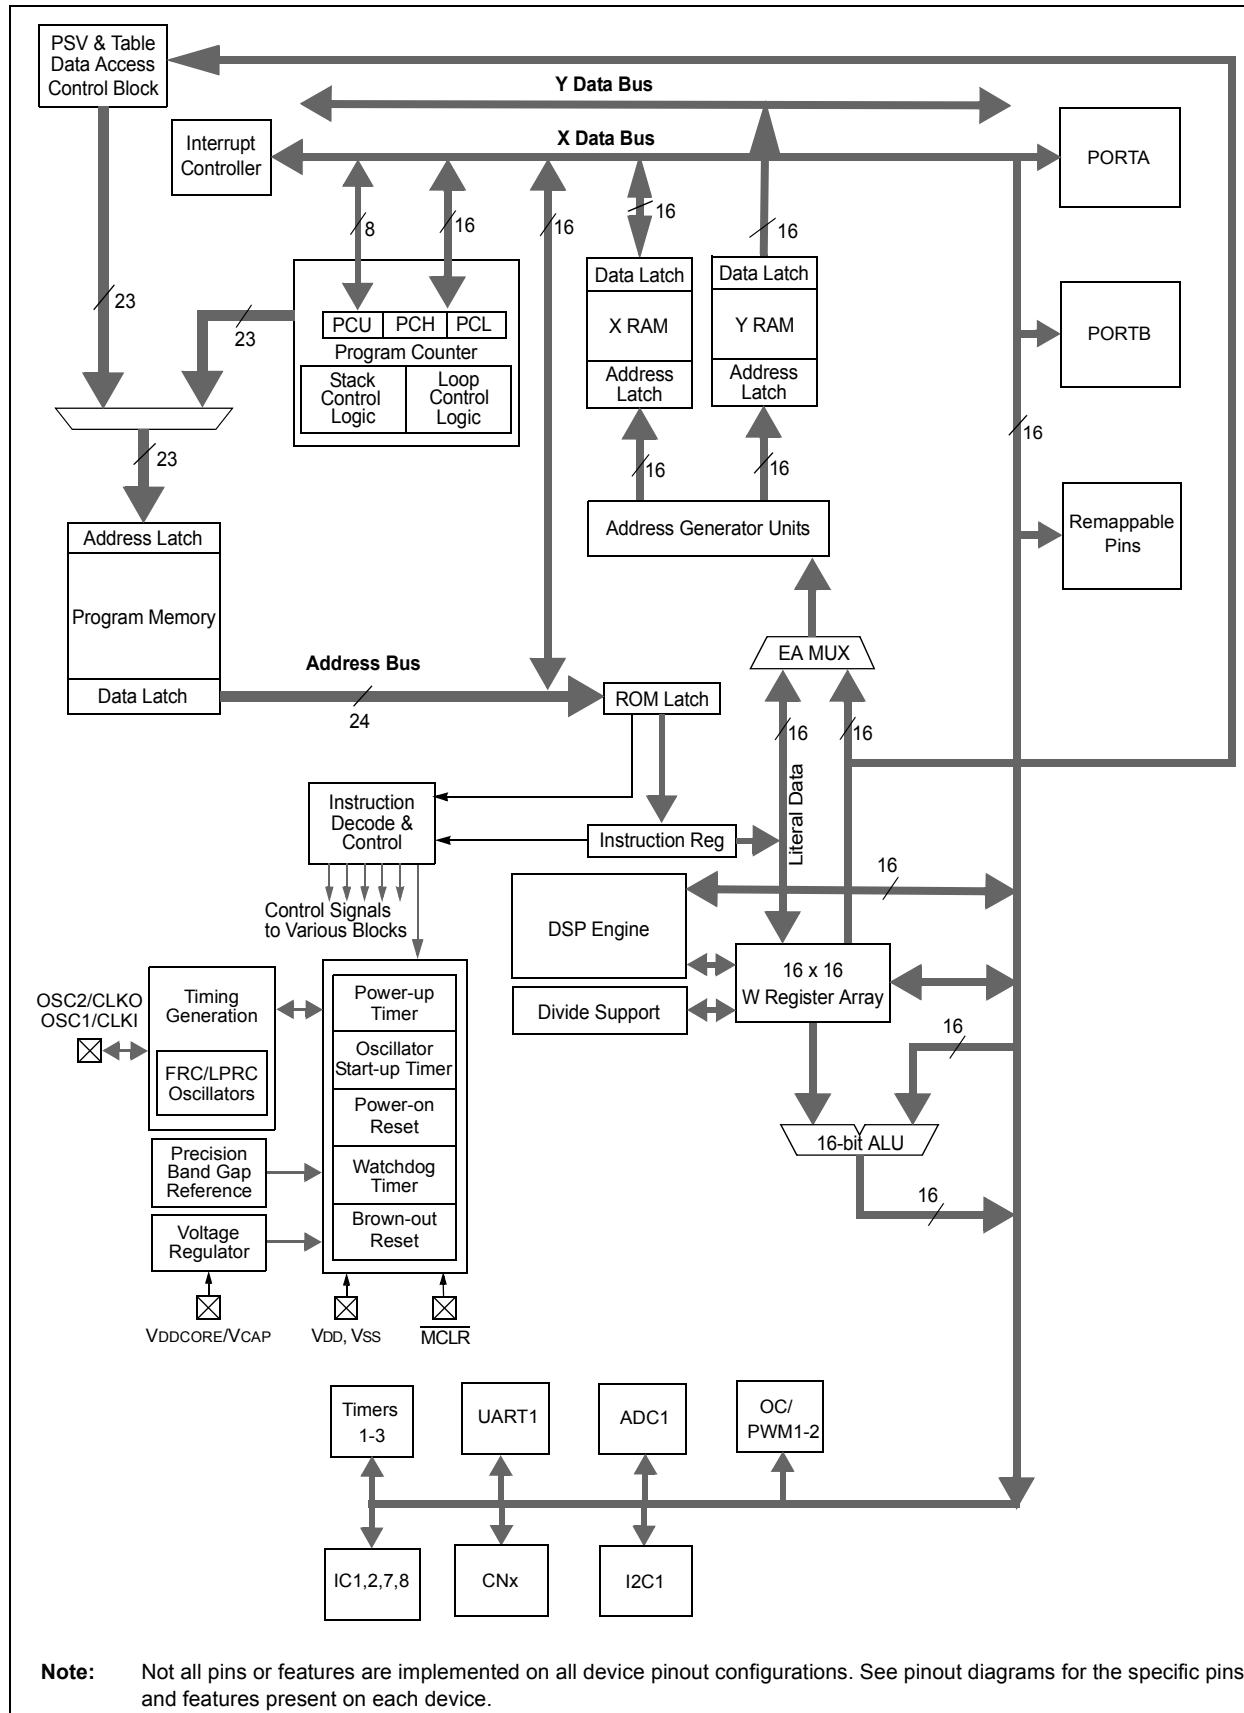 PSV & Table
Data Access
Control Block
Y Data Bus
X Data Bus
Interrupt
Controller
PORTA
8
16
16
16
16
23
23
Data Latch
Data Latch
X RAM
Y RAM
PCU
PCH
PCL
Program Counter
PORTB
Stack
Control
Logic
Loop
Control
Logic
Address
Latch
Address
Latch
16
23
16
16
Address Generator Units
Remappable
Pins
Address Latch
Program Memory
Data Latch
Address Bus
24
EA MUX
ROM Latch
16
16
Literal Data
Instruction
Decode &
Control
Instruction Reg
Control Signals
to Various Blocks
16
DSP Engine
16 x 16
W Register Array
Divide Support
OSC2/CLKO
OSC1/CLKI
Timing
Generation
FRC/LPRC
Oscillators
Power-up
Timer
Oscillator
Start-up Timer
Power-on
Reset
Watchdog
Timer
Brown-out
Reset
16
16-bit ALU
16
Precision
Band Gap
Reference
Voltage
Regulator
VDDCORE/VCAP
VDD, VSS
MCLR
Timers
1-3
UART1
ADC1
OC/
PWM1-2
IC1,2,7,8
CNx
I2C1
Note: Not all pins or features are implemented on all device pinout configurations. See pinout diagrams for the specific pins
and features present on each device.